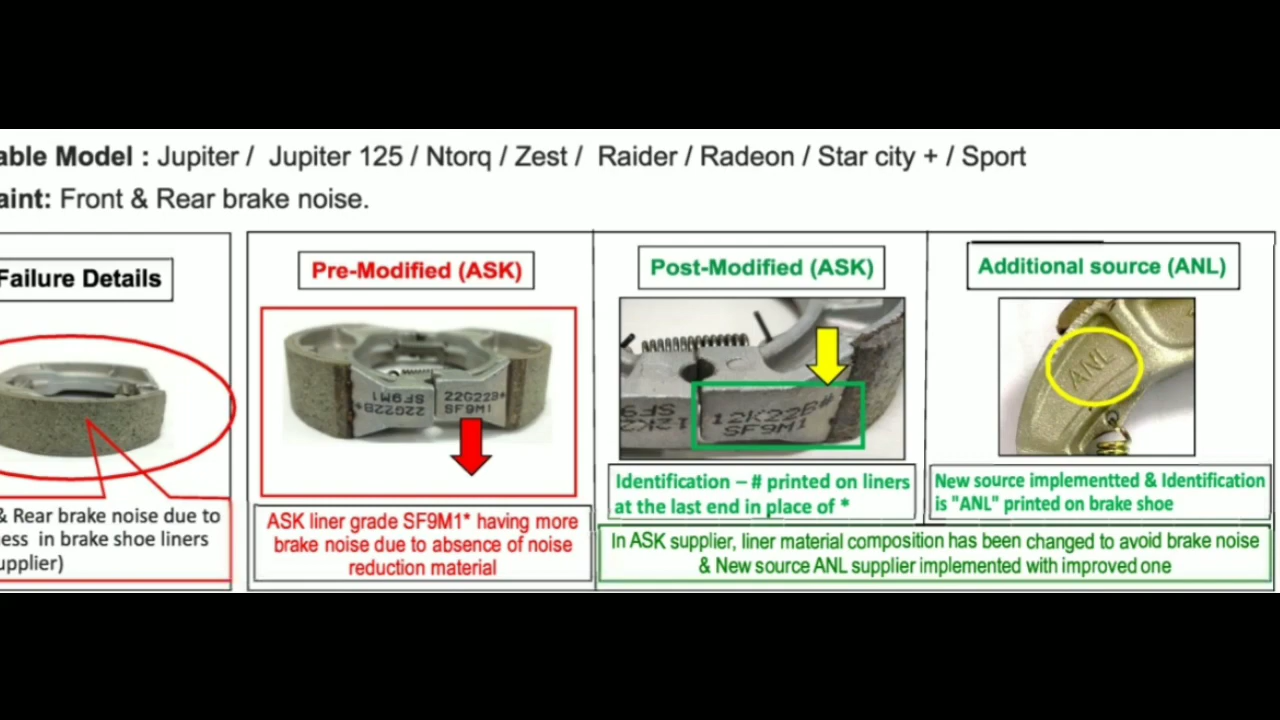 able Model : Jupiter / Jupiter 125 / Ntorq / Zest / Raider / Radeon / Star city + / Sport
aint: Front & Rear brake noise.
Failure Details
& Rear brake noise due to
ess in brake shoe liners
upplier)
Pre-Modified (ASK)
22G22B*
SF9M1
22G22B*
SF9M1
ASK liner grade SF9M1* having more
brake noise due to absence of noise
reduction material
Post-Modified (ASK)
SF9
12K2
12K22B#
SF9M1
Identification – # printed on liners
at the last end in place of *
Additional source (ANL)
ANL
New source implementted & Identification
is "ANL" printed on brake shoe
In ASK supplier, liner material composition has been changed to avoid brake noise
& New source ANL supplier implemented with improved one